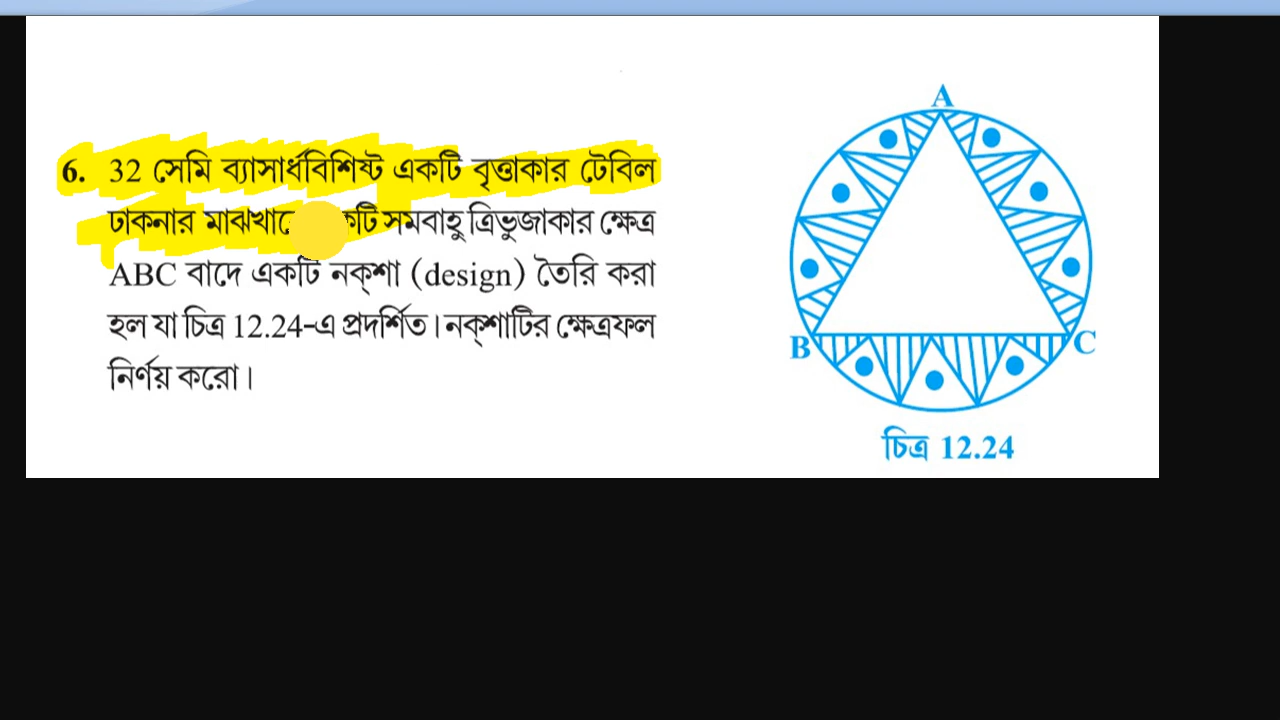 6. 32 সেমি ব্যাসার্ধবিশিষ্ট একটি বৃত্তাকার টেবিল
ঢাকনার মাঝখানে সমবাহু ত্রিভুজাকার ক্ষেত্র
ABC বাদে একটি নক্‌শা (design) তৈরি করা
হল যা চিত্র 12.24-এ প্রদর্শিত। নক্‌শাটির ক্ষেত্রফল
নির্ণয় করো।
A
B
C
চিত্র 12.24